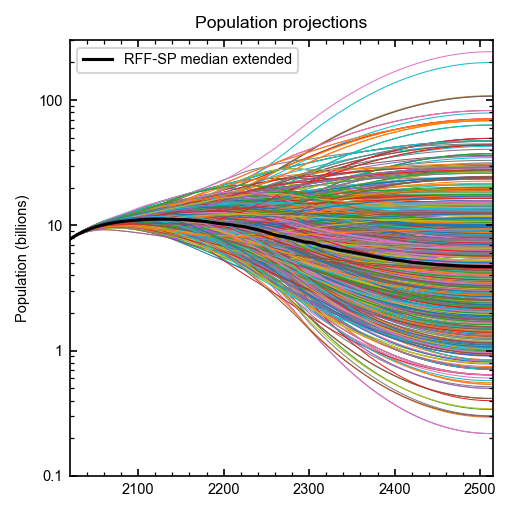 Population projections
RFF-SP median extended
Population (billions)
100
10
1
0.1
2100 2200 2300 2400 2500